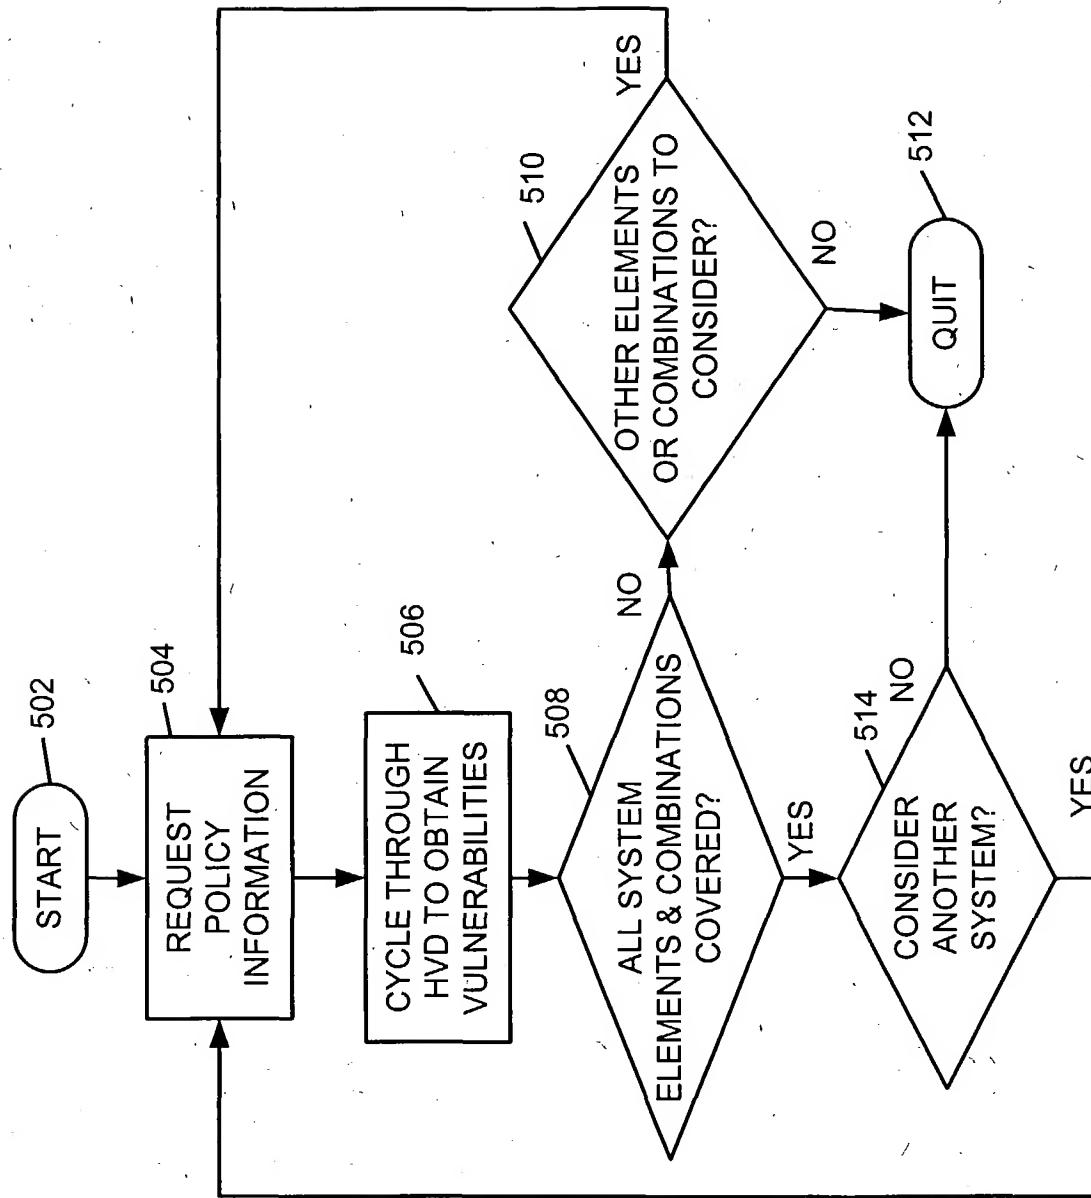 START
502
REQUEST
POLICY
INFORMATION
504
CYCLE THROUGH
HVD TO OBTAIN
VULNERABILITIES
506
ALL SYSTEM
ELEMENTS & COMBINATIONS
COVERED?
508
NO
YES
OTHER ELEMENTS
OR COMBINATIONS TO
CONSIDER?
510
YES
NO
CONSIDER
ANOTHER
SYSTEM?
514
NO
YES
QUIT
512